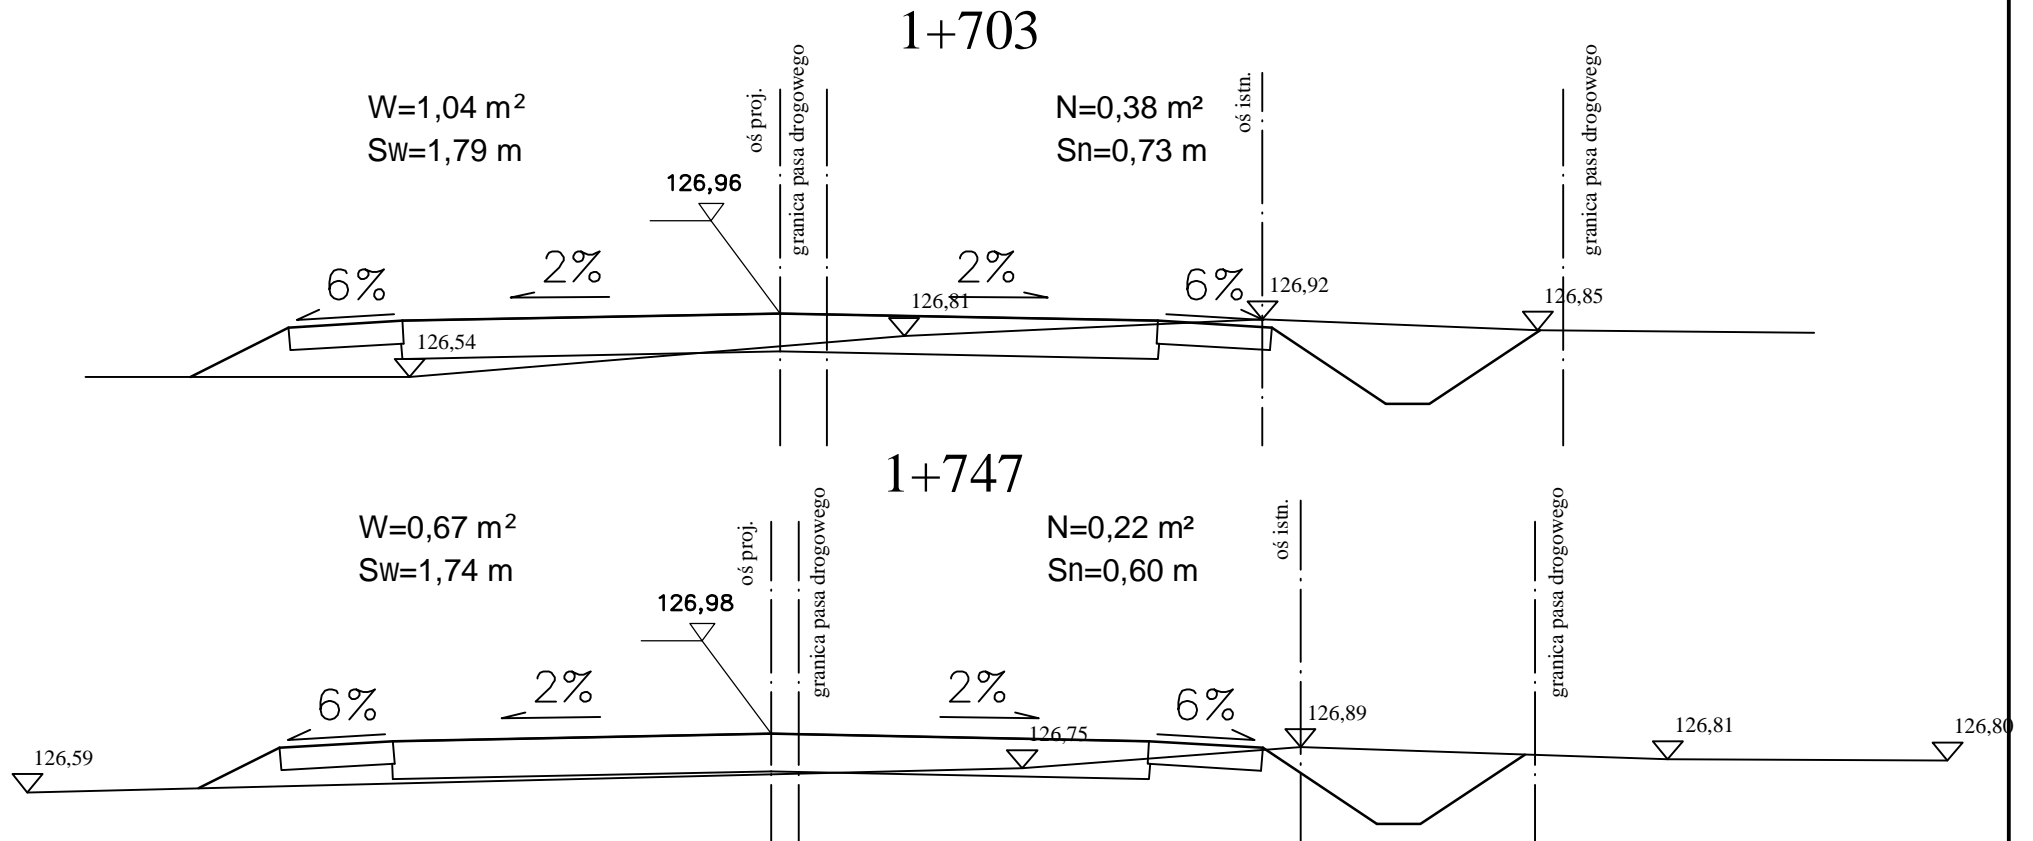 1+703
W=1,04 m²
Sw=1,79 m
oś proj.
granica pasa drogowego
N=0,38 m²
Sn=0,73 m
oś istn.
granica pasa drogowego
126,96
6%
2%
2%
6%
126,54
126,81
126,92
126,85
1+747
W=0,67 m²
Sw=1,74 m
oś proj.
granica pasa drogowego
N=0,22 m²
Sn=0,60 m
oś istn.
granica pasa drogowego
126,98
6%
2%
2%
6%
126,59
126,75
126,89
126,81
126,80